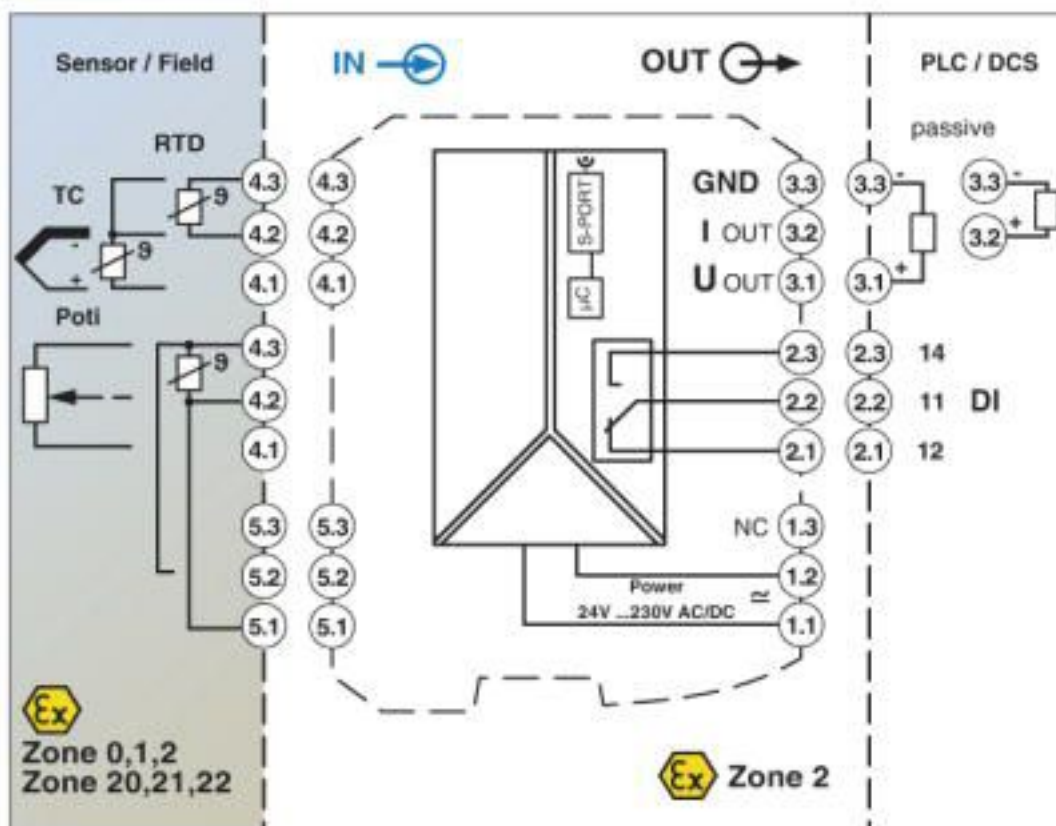 Sensor / Field
IN
OUT
PLC / DCS
passive
RTD
TC
ϑ
ϑ
-
+
4.3
4.2
4.1
4.3
4.2
4.1
S-PORT
µC
GND
I OUT
U OUT
3.3
3.2
3.1
3.3
-
+
3.1
3.3
-
3.2
+
Poti
ϑ
4.3
4.2
4.1
2.3
2.2
2.1
2.3
2.2
2.1
14
11
12
DI
5.3
5.2
5.1
5.3
5.2
5.1
NC
1.3
1.2
1.1
Power
24V ...230V AC/DC
≃
Ex
Zone 0,1,2
Zone 20,21,22
Ex
Zone 2